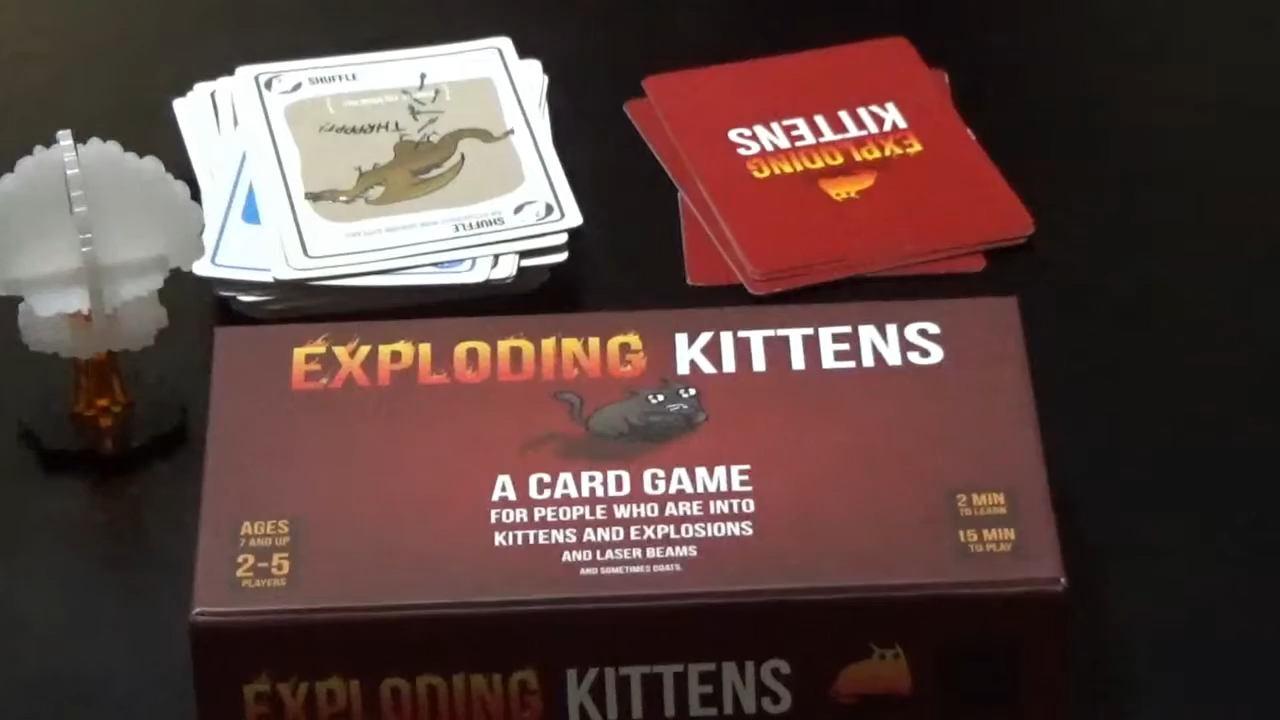 SHUFFLE
THRRRRPP
SHUFFLE
KITTENS
EXPLODING
EXPLODING KITTENS
A CARD GAME
FOR PEOPLE WHO ARE INTO
KITTENS AND EXPLOSIONS
AND LASER BEAMS
AND SOMETIMES GOATS.
AGES
7 AND UP
2-5
PLAYERS
2 MIN
TO LEARN
15 MIN
TO PLAY
EXPLODING KITTENS